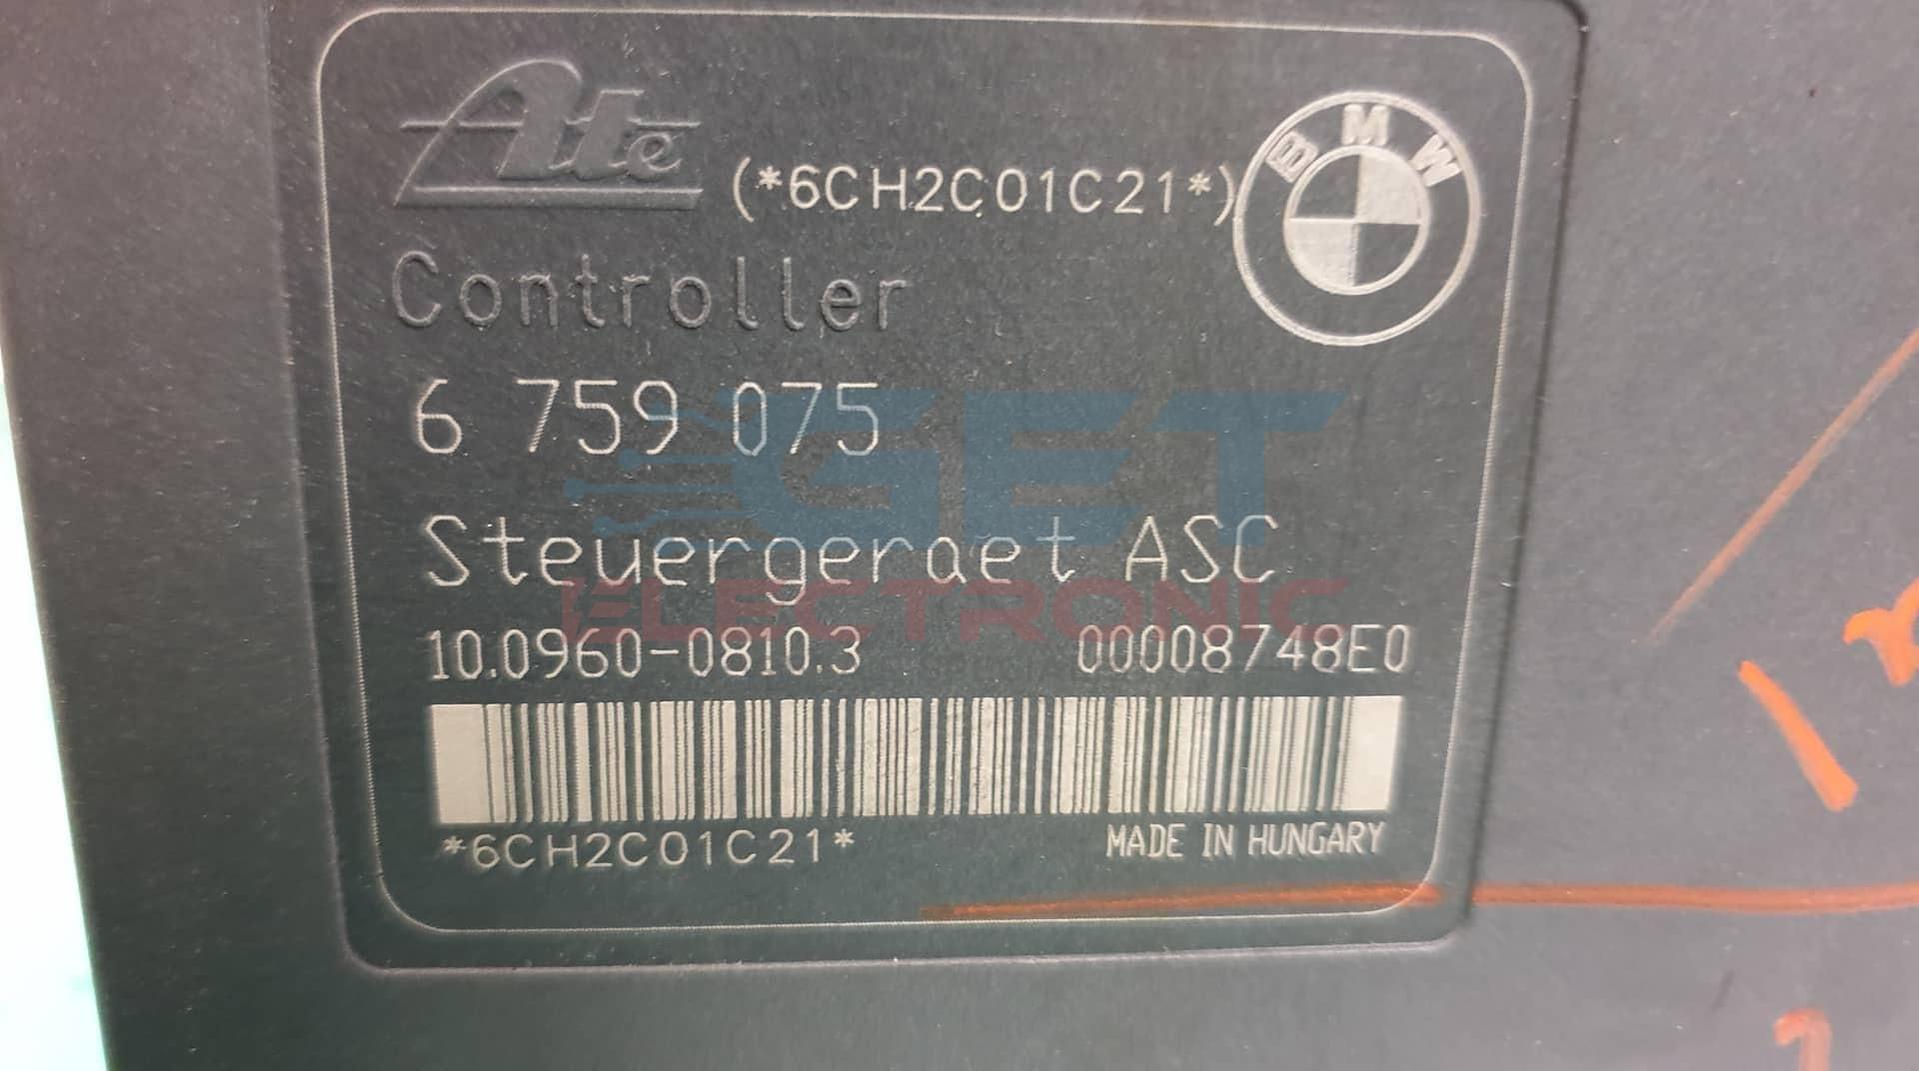 Ate
(*6CH2C01C21*)
BMW
Controller
6 759 075
GET
Steuergeraet ASC
ELECTRONIC
10.0960-0810.3 00008748E0
*6CH2C01C21* MADE IN HUNGARY